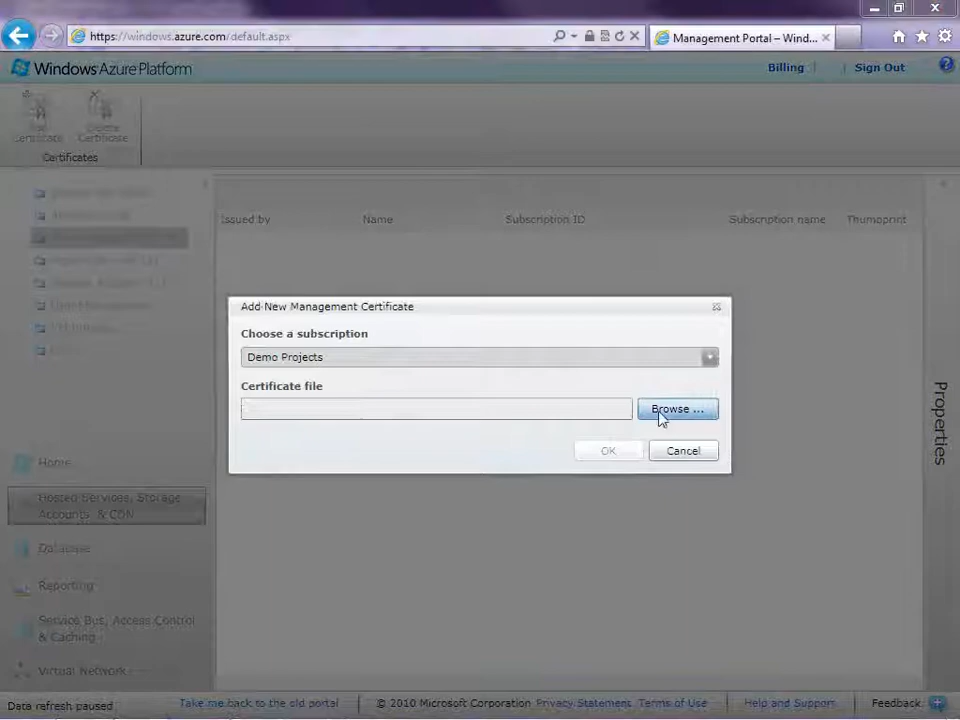 https://windows.azure.com/default.aspx
Management Portal – Wind...
Windows Azure Platform
Billing
Sign Out
Certificate
Delete
Certificate
Certificates
Issued by
Name
Subscription ID
Subscription name
Thumbprint
Add New Management Certificate
Choose a subscription
Demo Projects
Certificate file
Browse ...
OK
Cancel
Properties
Home
Hosted Services, Storage
Accounts & CDN
Database
Reporting
Service Bus, Access Control
& Caching
Virtual Network
Data refresh paused
Take me back to the old portal
© 2010 Microsoft Corporation
Privacy Statement
Terms of Use
Help and Support
Feedback